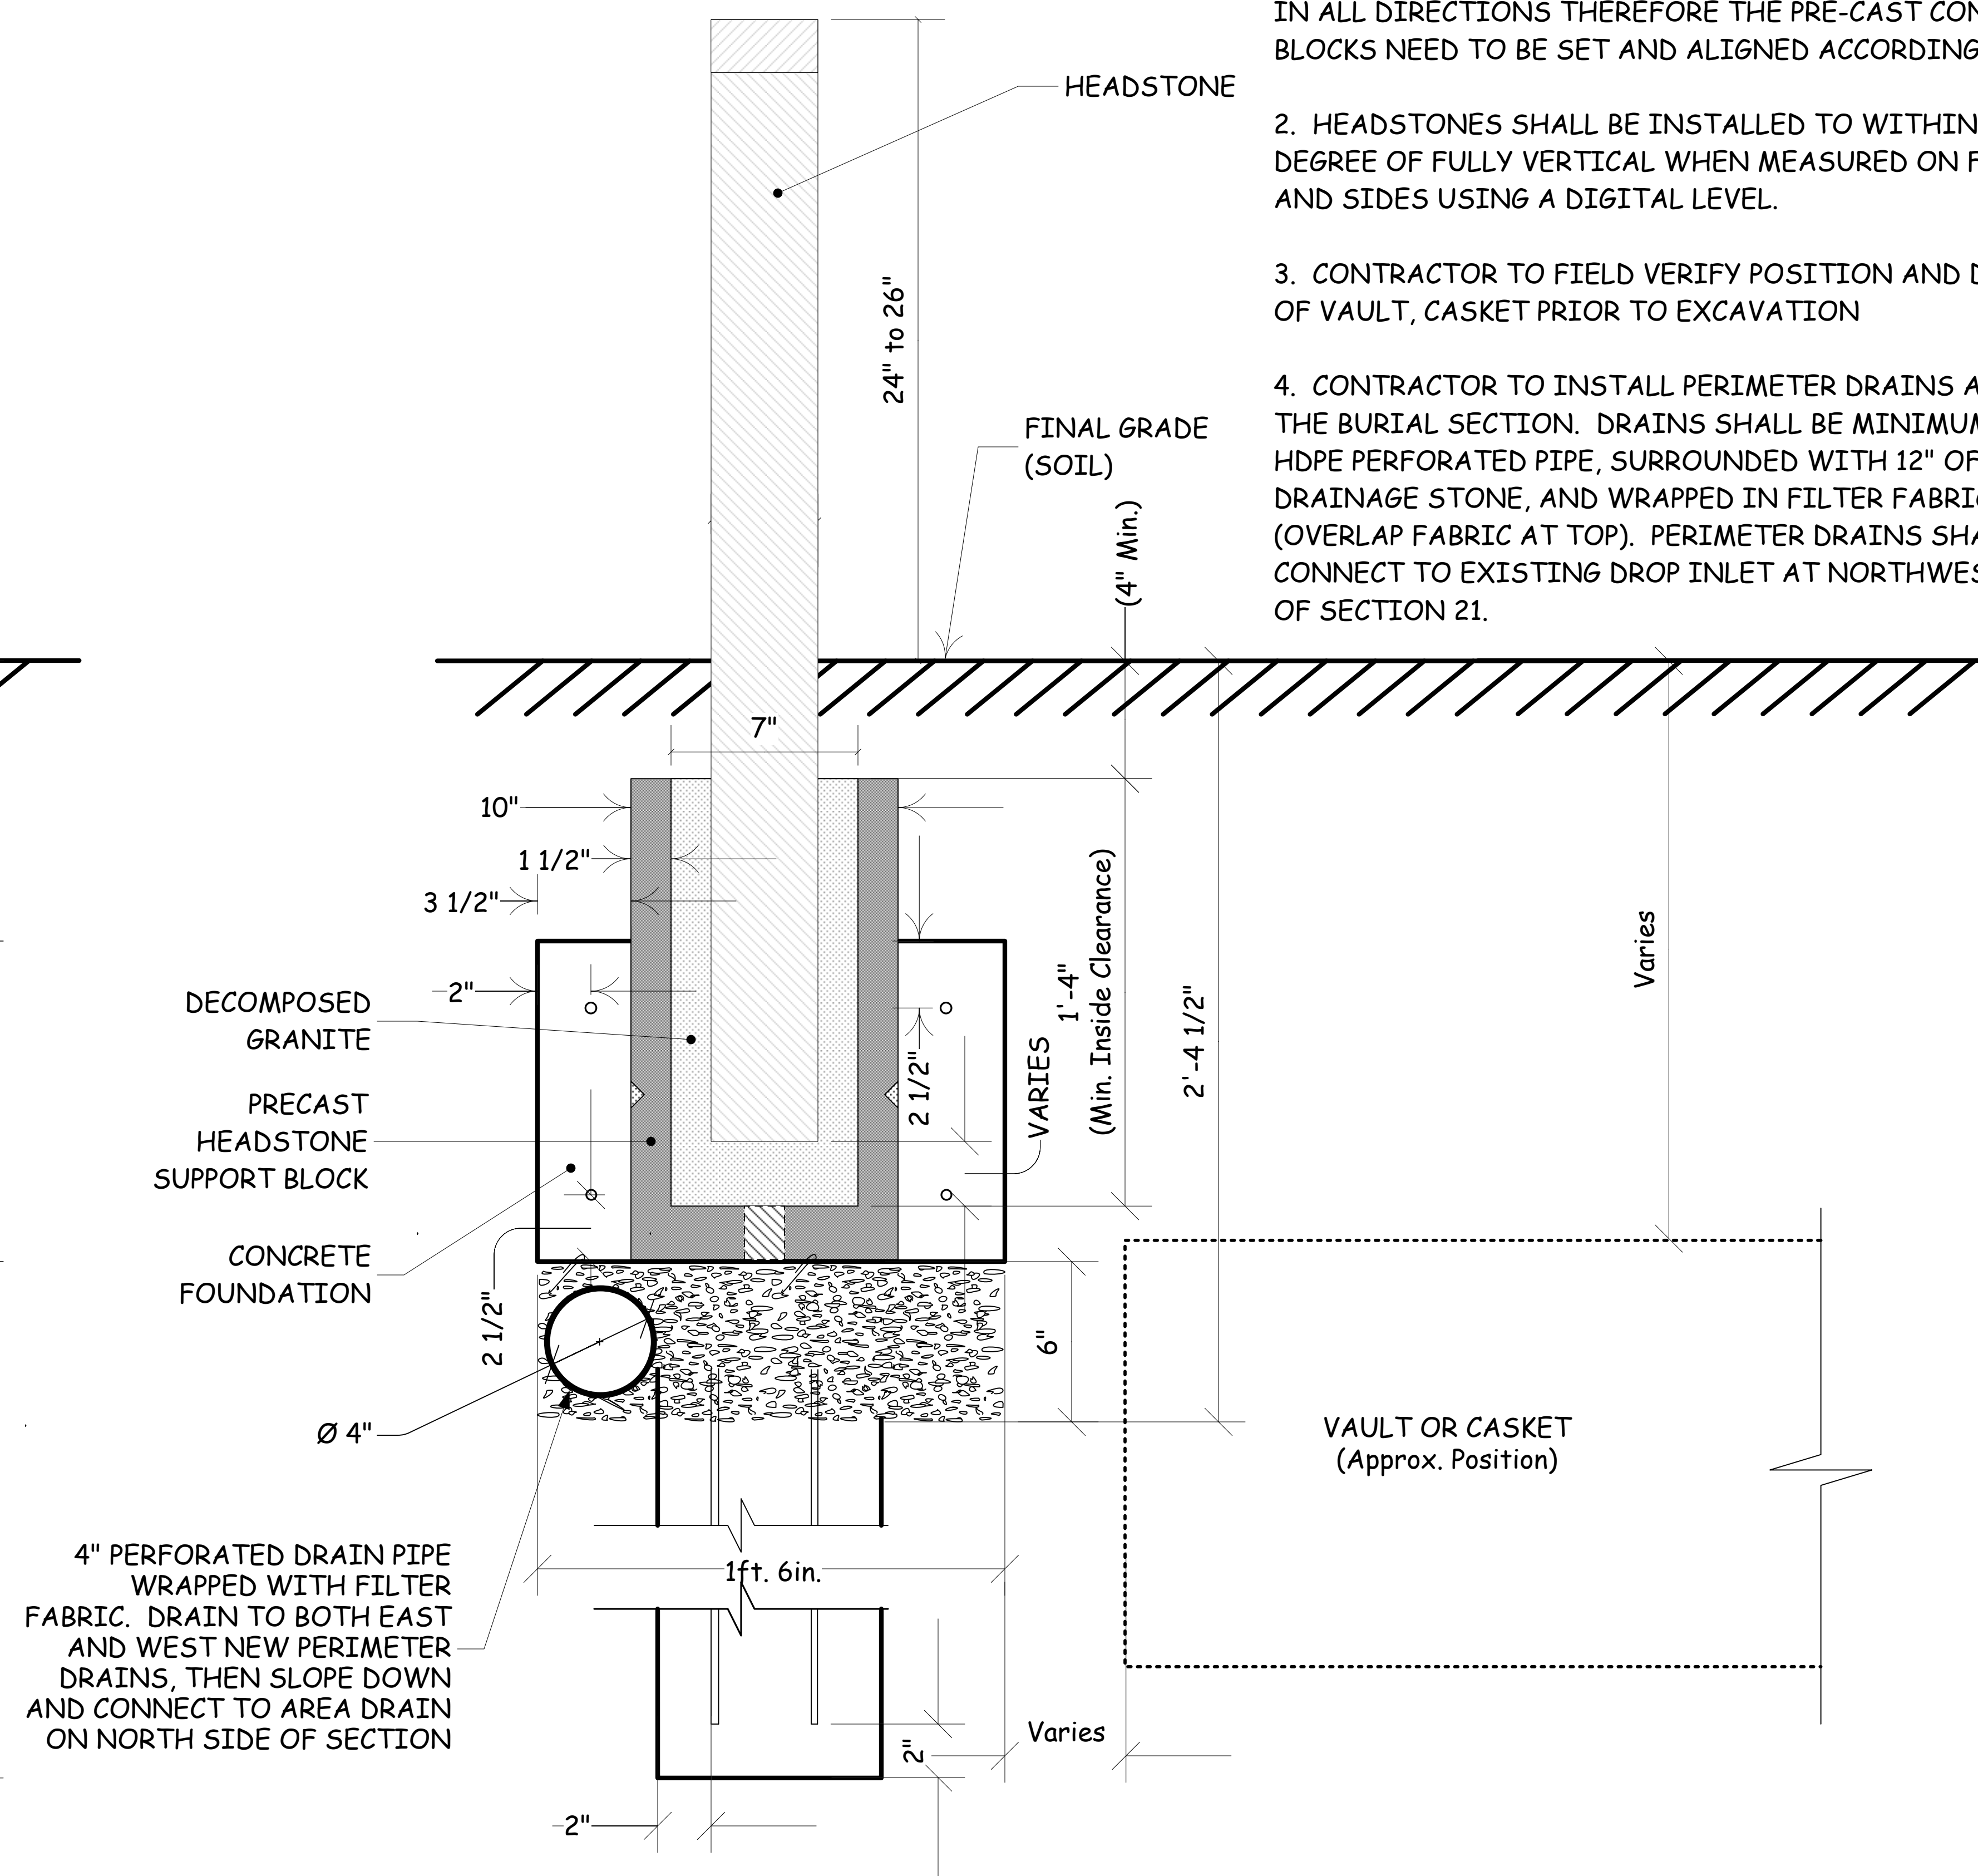 IN ALL DIRECTIONS THEREFORE THE PRE-CAST
BLOCKS NEED TO BE SET AND ALIGNED
2. HEADSTONES SHALL BE INSTALLED TO WITHIN
DEGREE OF FULLY VERTICAL WHEN MEASURED ON
AND SIDES USING A DIGITAL LEVEL.
3. CONTRACTOR TO FIELD VERIFY POSITION AND
OF VAULT, CASKET PRIOR TO EXCAVATION
4. CONTRACTOR TO INSTALL PERIMETER DRAINS
THE BURIAL SECTION. DRAINS SHALL BE
HDPE PERFORATED PIPE, SURROUNDED WITH 12" OF
DRAINAGE STONE, AND WRAPPED IN FILTER
(OVERLAP FABRIC AT TOP). PERIMETER DRAINS
CONNECT TO EXISTING DROP INLET AT
OF SECTION 21.
HEADSTONE
24" to 26"
FINAL GRADE
(SOIL)
(4" Min.)
7"
10"
1 1/2"
3 1/2"
2"
DECOMPOSED
GRANITE
PRECAST
HEADSTONE
SUPPORT BLOCK
CONCRETE
FOUNDATION
2 1/2"
VARIES
1'-4"
(Min. Inside Clearance)
2'-4 1/2"
Varies
2 1/2"
6"
Ø 4"
VAULT OR CASKET
(Approx. Position)
4" PERFORATED DRAIN PIPE
WRAPPED WITH FILTER
FABRIC. DRAIN TO BOTH EAST
AND WEST NEW PERIMETER
DRAINS, THEN SLOPE DOWN
AND CONNECT TO AREA DRAIN
ON NORTH SIDE OF SECTION
1ft. 6in.
Varies
2"
2"